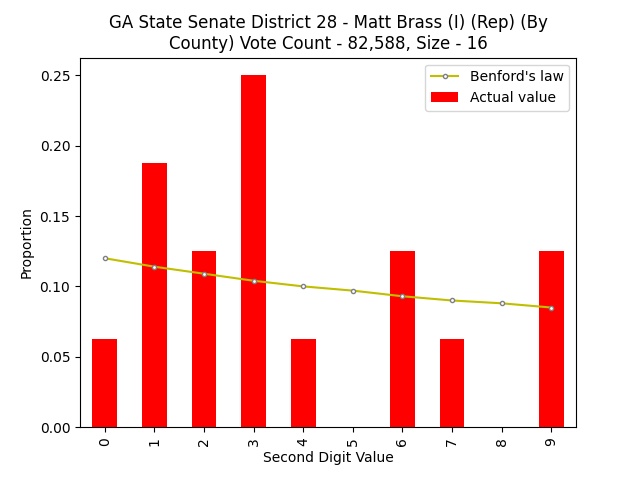 GA State Senate District 28 - Matt Brass (I) (Rep) (By
County) Vote Count - 82,588, Size - 16
Benford's law
Actual value
0.25
0.20
0.15
0.10
0.05
0.00
Proportion
0 1 2 3 4 5 6 7 8 9
Second Digit Value